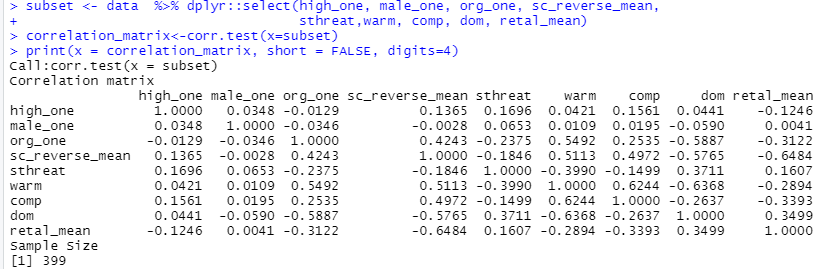 > subset <- data  %>% dplyr::select(high_one, male_one, org_one, sc_reverse_mean,
+                                   sthreat,warm, comp, dom, retal_mean)
> correlation_matrix<-corr.test(x=subset)
> print(x = correlation_matrix, short = FALSE, digits=4)
Call:corr.test(x = subset)
Correlation matrix
                high_one male_one org_one sc_reverse_mean sthreat    warm    comp     dom retal_mean
high_one          1.0000   0.0348 -0.0129          0.1365  0.1696  0.0421  0.1561  0.0441    -0.1246
male_one          0.0348   1.0000 -0.0346         -0.0028  0.0653  0.0109  0.0195 -0.0590     0.0041
org_one          -0.0129  -0.0346  1.0000          0.4243 -0.2375  0.5492  0.2535 -0.5887    -0.3122
sc_reverse_mean   0.1365  -0.0028  0.4243          1.0000 -0.1846  0.5113  0.4972 -0.5765    -0.6484
sthreat           0.1696   0.0653 -0.2375         -0.1846  1.0000 -0.3990 -0.1499  0.3711     0.1607
warm              0.0421   0.0109  0.5492          0.5113 -0.3990  1.0000  0.6244 -0.6368    -0.2894
comp              0.1561   0.0195  0.2535          0.4972 -0.1499  0.6244  1.0000 -0.2637    -0.3393
dom               0.0441  -0.0590 -0.5887         -0.5765  0.3711 -0.6368 -0.2637  1.0000     0.3499
retal_mean       -0.1246   0.0041 -0.3122         -0.6484  0.1607 -0.2894 -0.3393  0.3499     1.0000
Sample Size
[1] 399